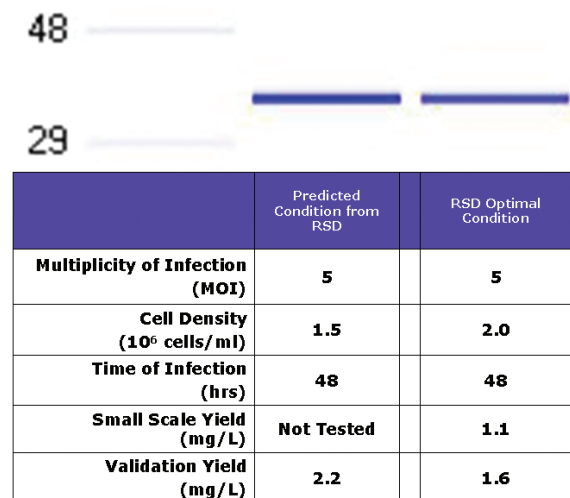 48
29
Predicted
Condition from
RSD
RSD Optimal
Condition
Multiplicity of Infection
(MOI)
5
5
Cell Density
(10⁶ cells/ml)
1.5
2.0
Time of Infection
(hrs)
48
48
Small Scale Yield
(mg/L)
Not Tested
1.1
Validation Yield
(mg/L)
2.2
1.6